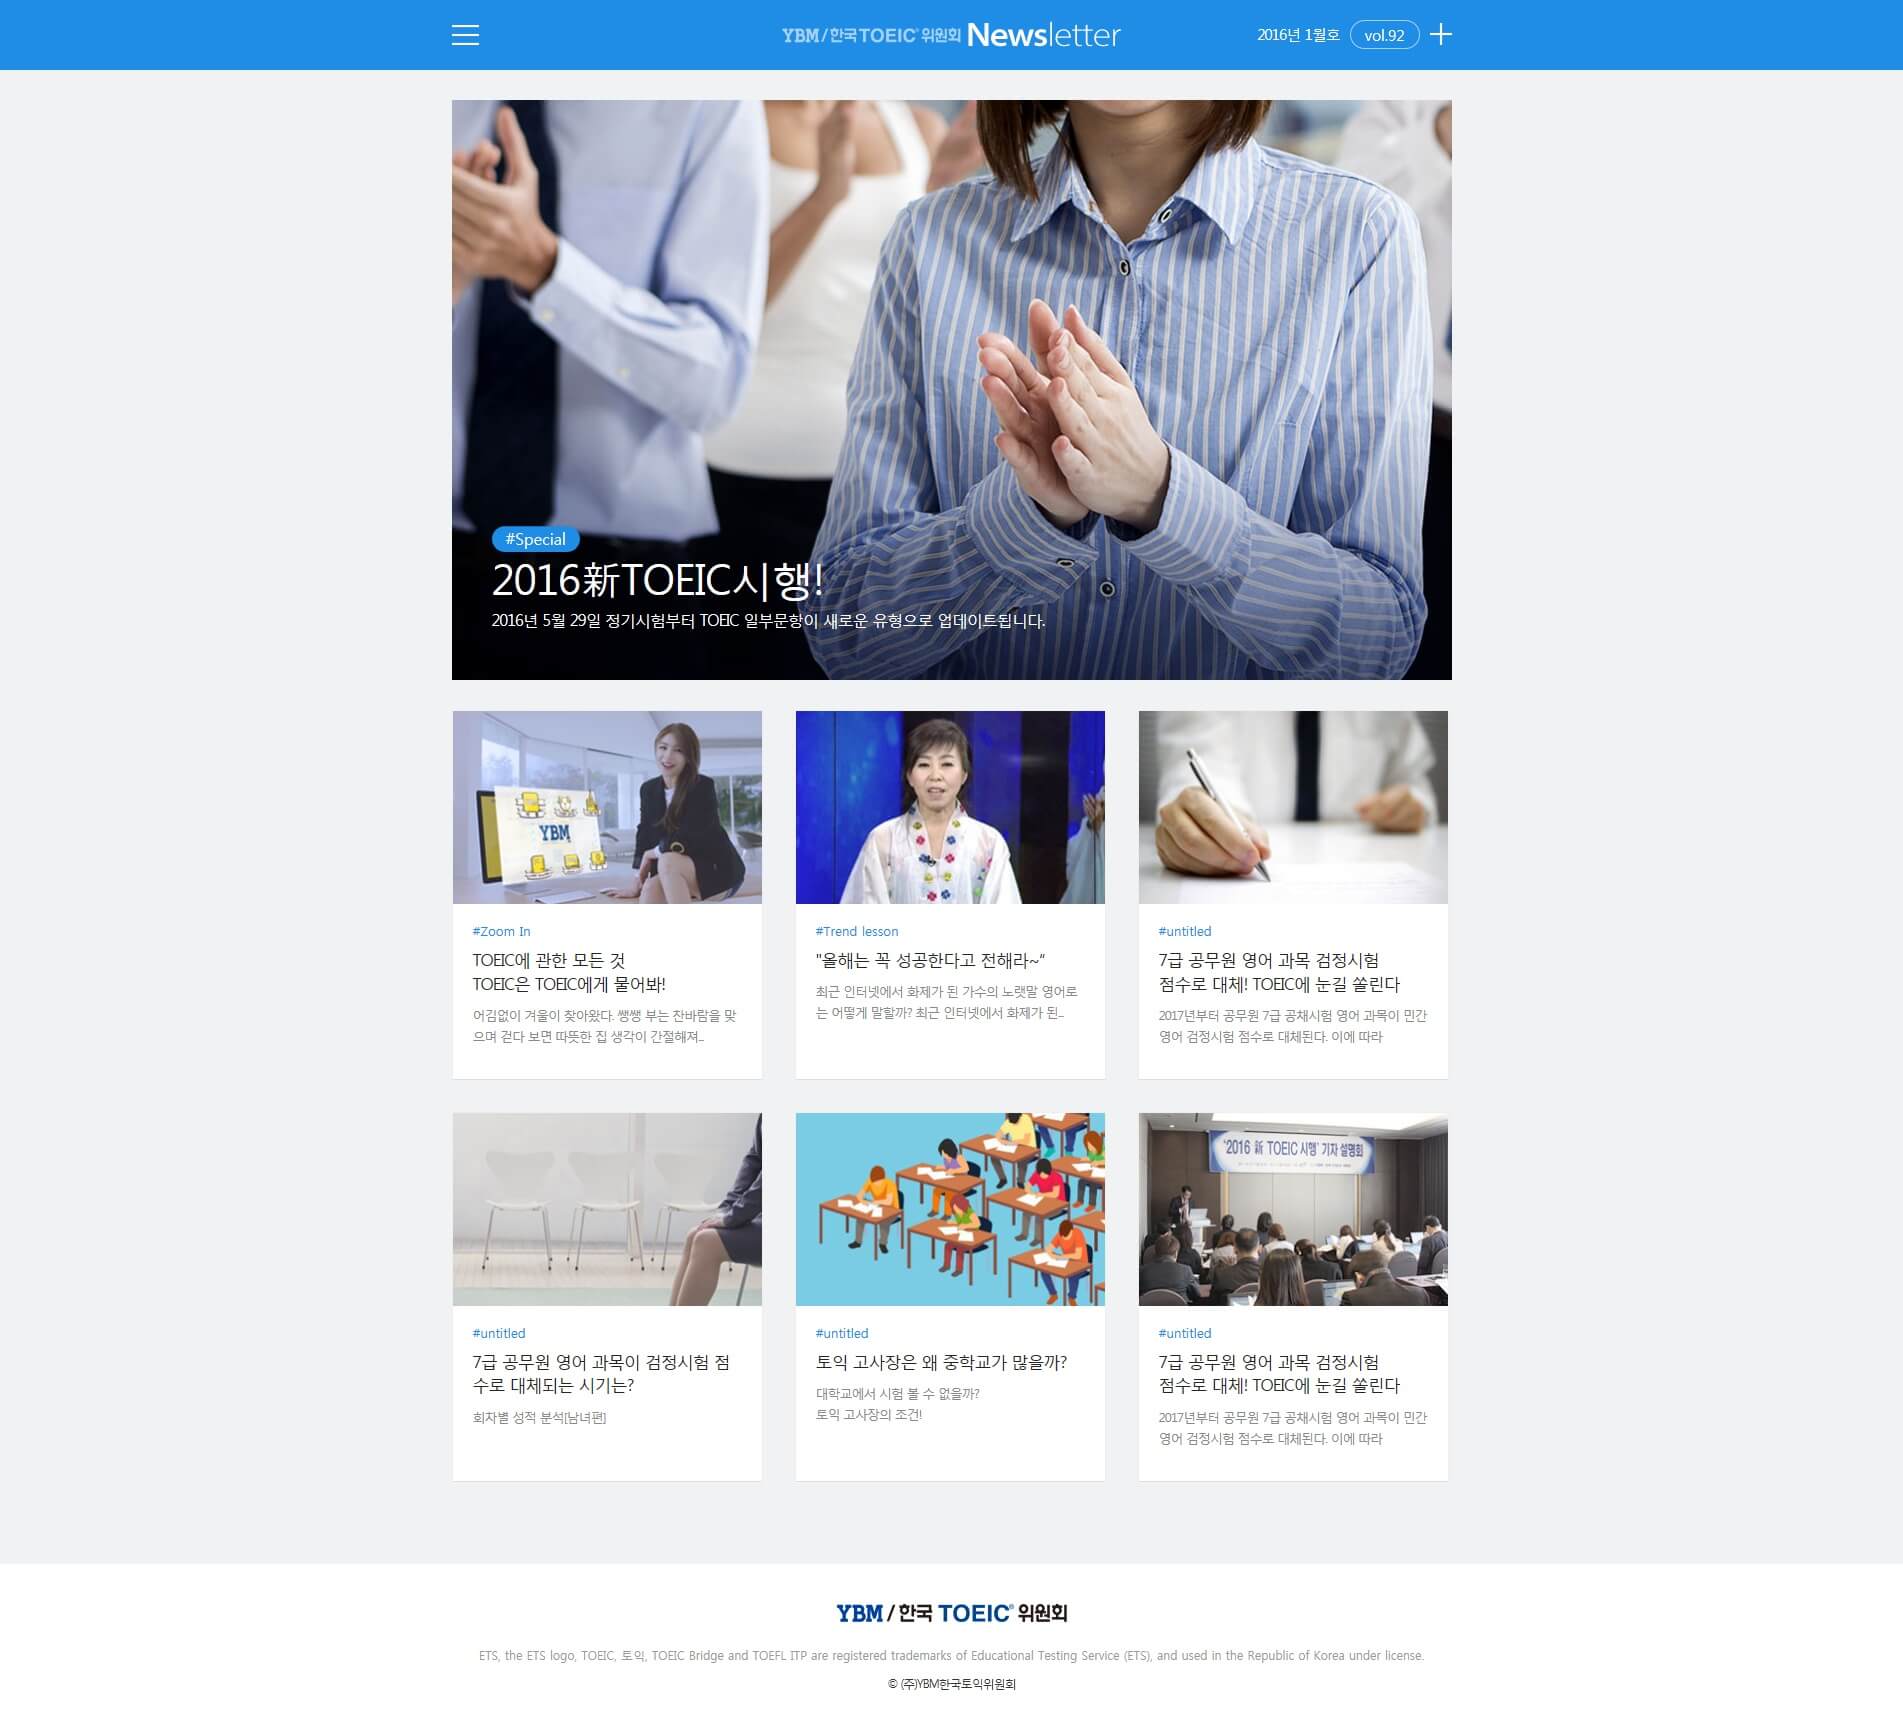 YBM / 한국TOEIC® 위원회 Newsletter
2016년 1월호 vol.92
#Special
2016新TOEIC시행!
2016년 5월 29일 정기시험부터 TOEIC 일부문항이 새로운 유형으로 업데이트됩니다.
YBM
#Zoom In
TOEIC에 관한 모든 것
TOEIC은 TOEIC에게 물어봐!
어김없이 겨울이 찾아왔다. 쌩쌩 부는 찬바람을 맞
으며 걷다 보면 따뜻한 집 생각이 간절해져...
#Trend lesson
"올해는 꼭 성공한다고 전해라~“
최근 인터넷에서 화제가 된 가수의 노랫말 영어로
는 어떻게 말할까? 최근 인터넷에서 화제가 된...
#untitled
7급 공무원 영어 과목 검정시험
점수로 대체! TOEIC에 눈길 쏠린다
2017년부터 공무원 7급 공채시험 영어 과목이 민간
영어 검정시험 점수로 대체된다. 이에 따라
#untitled
7급 공무원 영어 과목이 검정시험 점
수로 대체되는 시기는?
회차별 성적 분석[남녀편]
#untitled
토익 고사장은 왜 중학교가 많을까?
대학교에서 시험 볼 수 없을까?
토익 고사장의 조건!
'2016 新 TOEIC 시행' 기자 설명회
#untitled
7급 공무원 영어 과목 검정시험
점수로 대체! TOEIC에 눈길 쏠린다
2017년부터 공무원 7급 공채시험 영어 과목이 민간
영어 검정시험 점수로 대체된다. 이에 따라
YBM / 한국 TOEIC® 위원회
ETS, the ETS logo, TOEIC, 토익, TOEIC Bridge and TOEFL ITP are registered trademarks of Educational Testing Service (ETS), and used in the Republic of Korea under license.
© (주)YBM한국토익위원회